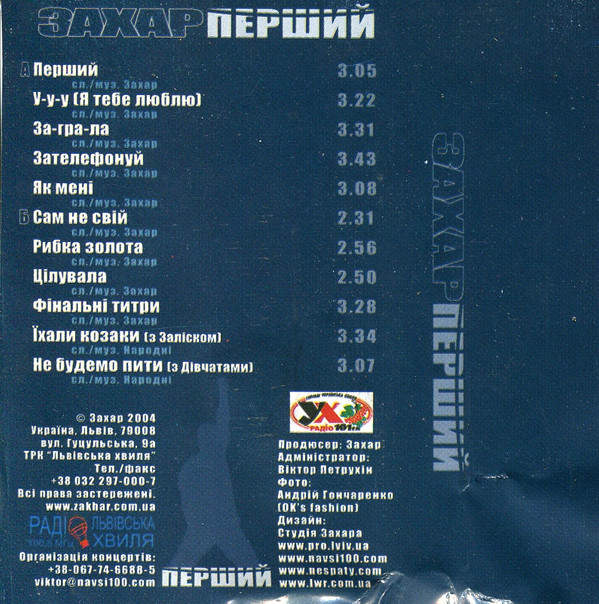 ЗАХАР ПЕРШИЙ
А Перший 3.05
сл./муз. Захар
У-у-у (Я тебе люблю) 3.22
сл./муз. Захар
За-гра-ла 3.31
сл./муз. Захар
Зателефонуй 3.43
сл./муз. Захар
Як мені 3.08
сл./муз. Захар
Б Сам не свій 2.31
сл./муз. Захар
Рибка золота 2.56
сл./муз. Захар
Цілувала 2.50
сл./муз. Захар
Фінальні титри 3.28
сл./муз. Захар
Їхали козаки (з Заліском) 3.34
сл./муз. Народні
Не будемо пити (з Дівчатами) 3.07
сл./муз. Народні
ЗАХАР ПЕРШИЙ
© Захар 2004
Україна, Львів, 79008
вул. Гуцульська, 9а
ТРК "Львівська хвиля"
Тел./факс
+38 032 297-000-7
Всі права застережені.
www.zakhar.com.ua
РАДІО ЛЬВІВСЬКА
100,8 МГц ХВИЛЯ
Організація концертів:
+38-067-74-6688-5
viktor@navsi100.com
УХ
РАДІО 101FM
Продюсер: Захар
Адміністратор:
Віктор Петрухін
Фото:
Андрій Гончаренко
(OK's fashion)
Дизайн:
Студія Захара
www.pro.lviv.ua
www.navsi100.com
www.nespaty.com
www.lwr.com.ua
ПЕРШИЙ